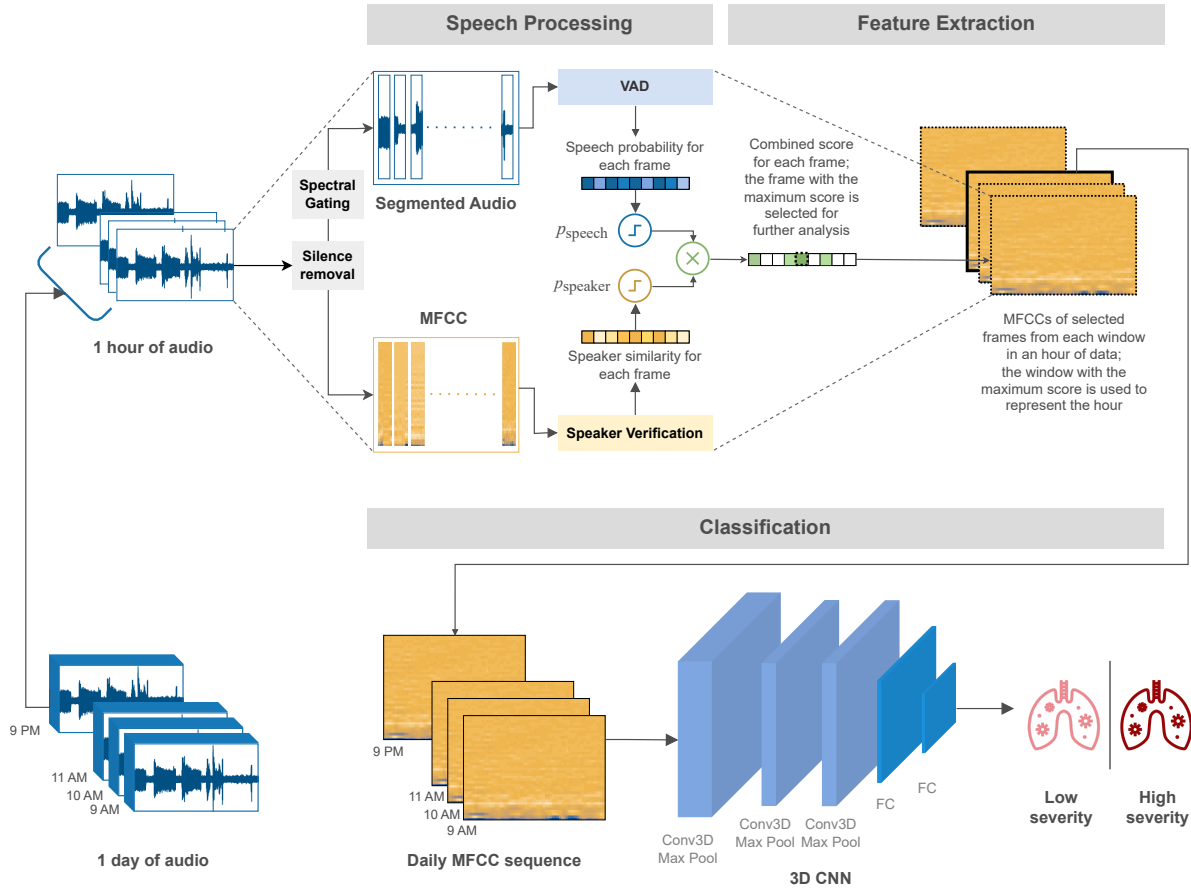 Speech Processing
Feature Extraction
VAD
Speech probability for
each frame
Combined score
for each frame;
the frame with the
maximum score is
selected for
further analysis
Spectral
Gating
Segmented Audio
Silence
removal
pspeech
pspeaker
MFCC
Speaker similarity for
each frame
Speaker Verification
1 hour of audio
MFCCs of selected
frames from each window
in an hour of data;
the window with the
maximum score is used to
represent the hour
Classification
9 PM
11 AM
10 AM
9 AM
1 day of audio
9 PM
11 AM
10 AM
9 AM
Daily MFCC sequence
Conv3D
Max Pool
Conv3D
Max Pool
Conv3D
Max Pool
FC
FC
3D CNN
Low
severity
High
severity